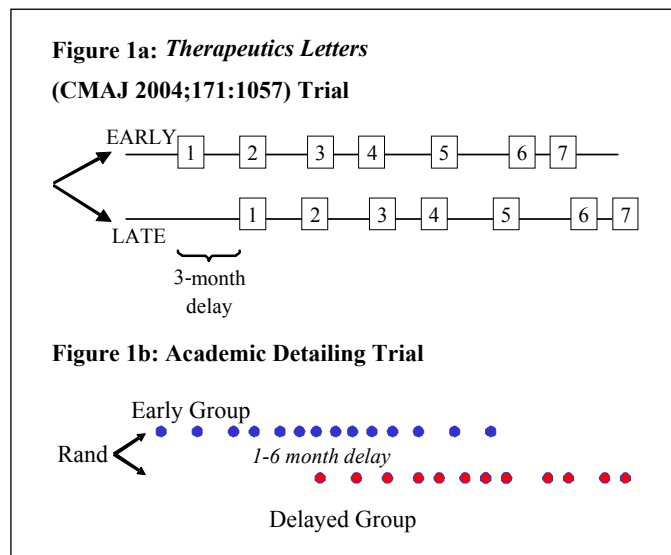 Figure 1a: Therapeutics Letters
(CMAJ 2004;171:1057) Trial
EARLY
1 2 3 4 5 6 7
1 2 3 4 5 6 7
LATE
3-month
delay
Figure 1b: Academic Detailing Trial
Early Group
Rand
1-6 month delay
Delayed Group